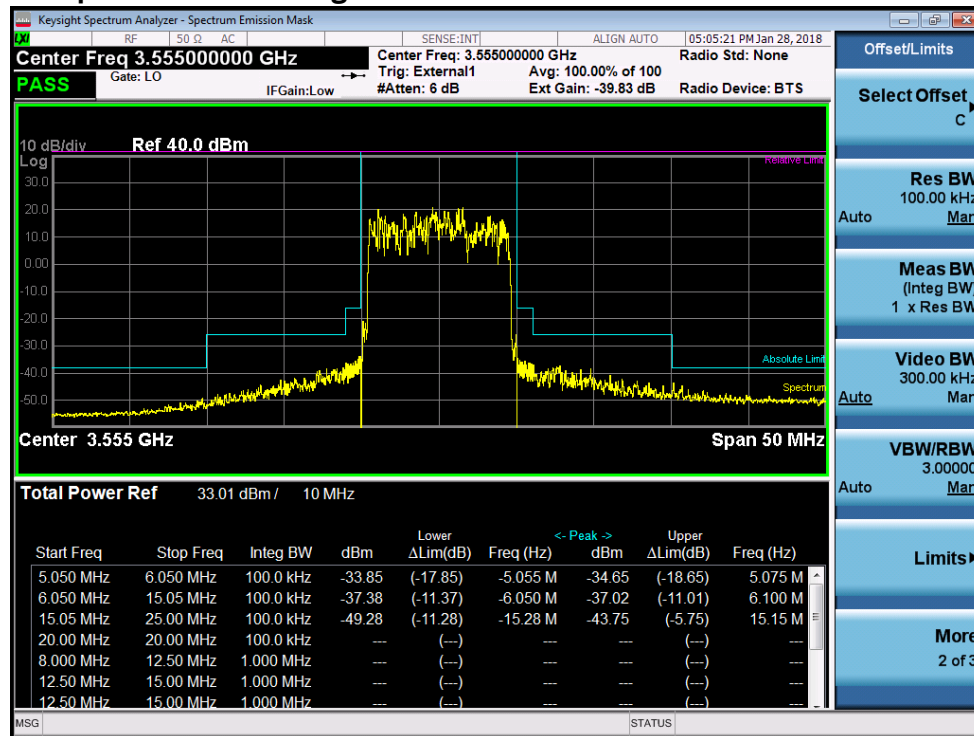 Keysight Spectrum Analyzer - Spectrum Emission Mask
LXI RF 50 Ω AC SENSE:INT ALIGN AUTO 05:05:21 PM Jan 28, 2018
Center Freq 3.555000000 GHz
Center Freq: 3.555000000 GHz Radio Std: None
Gate: LO Trig: External1 Avg: 100.00% of 100
PASS IFGain:Low #Atten: 6 dB Ext Gain: -39.83 dB Radio Device: BTS
10 dB/div Ref 40.0 dBm
Log
Relative Limit
30.0
20.0
10.0
0.00
-10.0
-20.0
-30.0
Absolute Limit
-40.0
Spectrum
-50.0
Center 3.555 GHz Span 50 MHz
Total Power Ref 33.01 dBm / 10 MHz
Lower <- Peak -> Upper
Start Freq Stop Freq Integ BW dBm ΔLim(dB) Freq (Hz) dBm ΔLim(dB) Freq (Hz)
5.050 MHz 6.050 MHz 100.0 kHz -33.85 (-17.85) -5.055 M -34.65 (-18.65) 5.075 M
6.050 MHz 15.05 MHz 100.0 kHz -37.38 (-11.37) -6.050 M -37.02 (-11.01) 6.100 M
15.05 MHz 25.00 MHz 100.0 kHz -49.28 (-11.28) -15.28 M -43.75 (-5.75) 15.15 M
20.00 MHz 20.00 MHz 100.0 kHz --- (---) --- --- (---) ---
8.000 MHz 12.50 MHz 1.000 MHz --- (---) --- --- (---) ---
12.50 MHz 15.00 MHz 1.000 MHz --- (---) --- --- (---) ---
12.50 MHz 15.00 MHz 1.000 MHz --- (---) --- --- (---) ---
MSG STATUS
Offset/Limits
Select Offset
C
Res BW
100.00 kHz
Auto Man
Meas BW
(Integ BW)
1 x Res BW
Video BW
300.00 kHz
Auto Man
VBW/RBW
3.00000
Auto Man
Limits
More
2 of 3